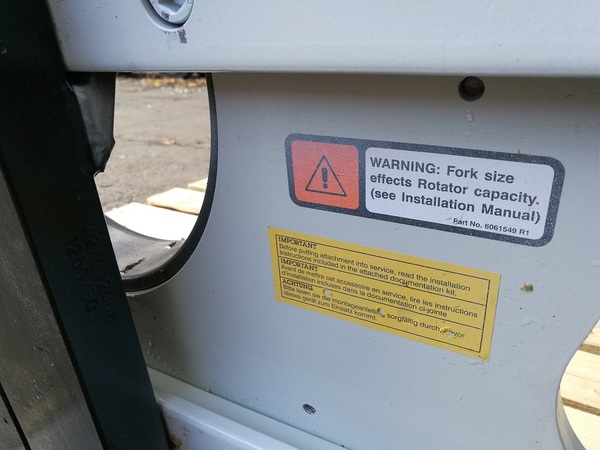 WARNING: Fork size
effects Rotator capacity.
(see Installation Manual)
Part No. 6061549 R1
IMPORTANT
Before putting attachment into service, read the installation
instructions included in the attached documentation kit.
IMPORTANT
Avant de mettre cet accessoire en service, lire les instructions
d'installation incluses dans la documentation ci-jointe
ACHTUNG
Bitte lesen sie die montageanleitung sorgfältig durch, bevor
dieses gerät zum Einsatz kommt.